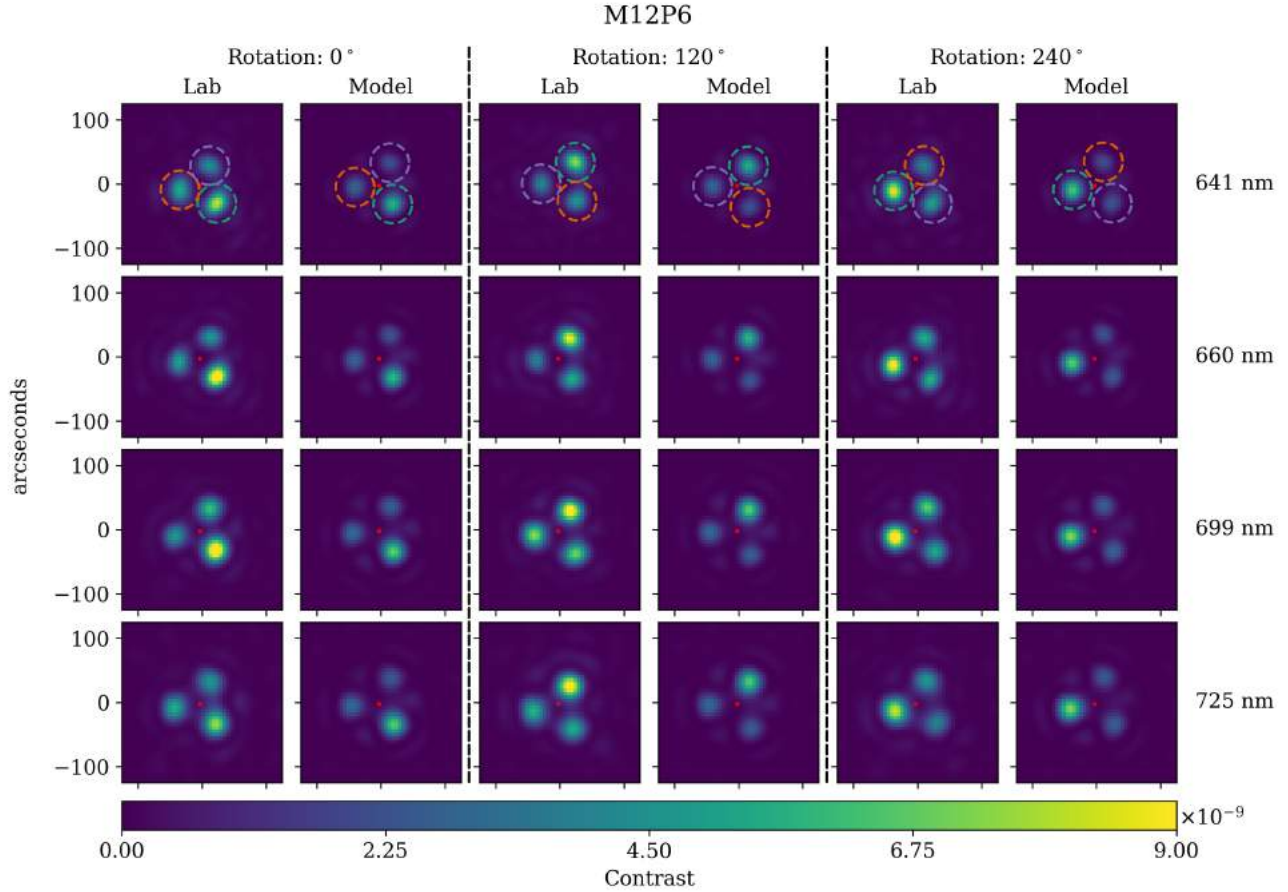 M12P6
Rotation: 0°
Rotation: 120°
Rotation: 240°
Lab
Model
Lab
Model
Lab
Model
100
0
−100
641 nm
100
0
−100
660 nm
arcseconds
100
0
−100
699 nm
100
0
−100
725 nm
×10⁻⁹
0.00
2.25
4.50
6.75
9.00
Contrast